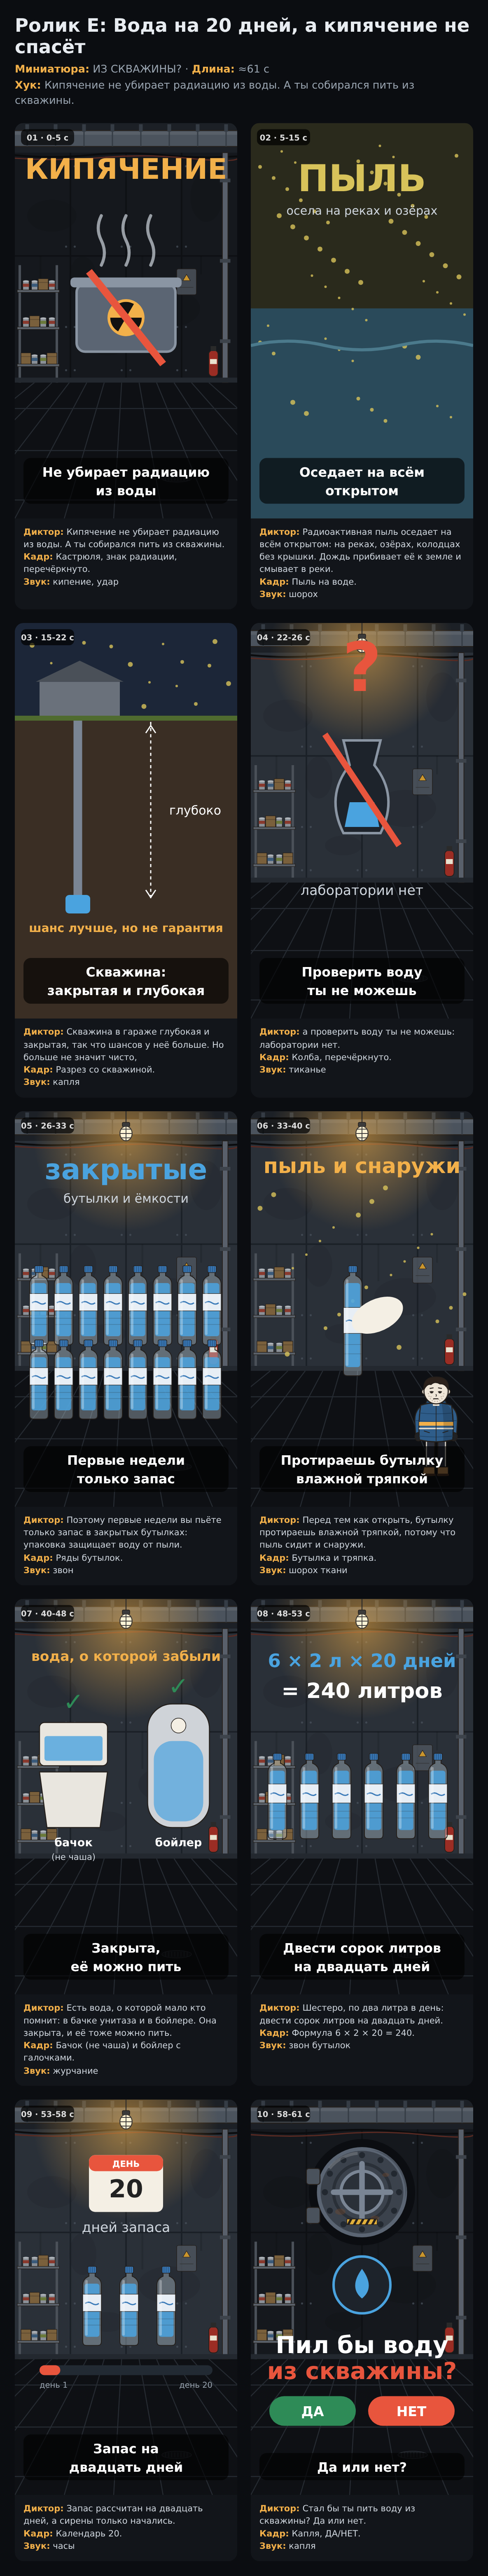 Ролик E: Вода на 20 дней, а кипячение не
спасёт
Миниатюра: ИЗ СКВАЖИНЫ? · Длина: ≈61 с
Хук: Кипячение не убирает радиацию из воды. А ты собирался пить из
скважины.
01 · 0-5 с
КИПЯЧЕНИЕ
Не убирает радиацию
из воды
Диктор: Кипячение не убирает радиацию
из воды. А ты собирался пить из скважины.
Кадр: Кастрюля, знак радиации,
перечёркнуто.
Звук: кипение, удар
02 · 5-15 с
ПЫЛЬ
осела на реках и озёрах
Оседает на всём
открытом
Диктор: Радиоактивная пыль оседает на
всём открытом: на реках, озёрах, колодцах
без крышки. Дождь прибивает её к земле и
смывает в реки.
Кадр: Пыль на воде.
Звук: шорох
03 · 15-22 с
глубоко
шанс лучше, но не гарантия
Скважина:
закрытая и глубокая
Диктор: Скважина в гараже глубокая и
закрытая, так что шансов у неё больше. Но
больше не значит чисто,
Кадр: Разрез со скважиной.
Звук: капля
04 · 22-26 с
?
лаборатории нет
Проверить воду
ты не можешь
Диктор: а проверить воду ты не можешь:
лаборатории нет.
Кадр: Колба, перечёркнуто.
Звук: тиканье
05 · 26-33 с
закрытые
бутылки и ёмкости
Первые недели
только запас
Диктор: Поэтому первые недели вы пьёте
только запас в закрытых бутылках:
упаковка защищает воду от пыли.
Кадр: Ряды бутылок.
Звук: звон
06 · 33-40 с
пыль и снаружи
Протираешь бутылку
влажной тряпкой
Диктор: Перед тем как открыть, бутылку
протираешь влажной тряпкой, потому что
пыль сидит и снаружи.
Кадр: Бутылка и тряпка.
Звук: шорох ткани
07 · 40-48 с
вода, о которой забыли
✓ ✓
бачок бойлер
(не чаша)
Закрыта,
её можно пить
Диктор: Есть вода, о которой мало кто
помнит: в бачке унитаза и в бойлере. Она
закрыта, и её тоже можно пить.
Кадр: Бачок (не чаша) и бойлер с
галочками.
Звук: журчание
08 · 48-53 с
6 × 2 л × 20 дней
= 240 литров
Двести сорок литров
на двадцать дней
Диктор: Шестеро, по два литра в день:
двести сорок литров на двадцать дней.
Кадр: Формула 6 × 2 × 20 = 240.
Звук: звон бутылок
09 · 53-58 с
ДЕНЬ
20
дней запаса
день 1 день 20
Запас на
двадцать дней
Диктор: Запас рассчитан на двадцать
дней, а сирены только начались.
Кадр: Календарь 20.
Звук: часы
10 · 58-61 с
Пил бы воду
из скважины?
ДА НЕТ
Да или нет?
Диктор: Стал бы ты пить воду из
скважины? Да или нет.
Кадр: Капля, ДА/НЕТ.
Звук: капля